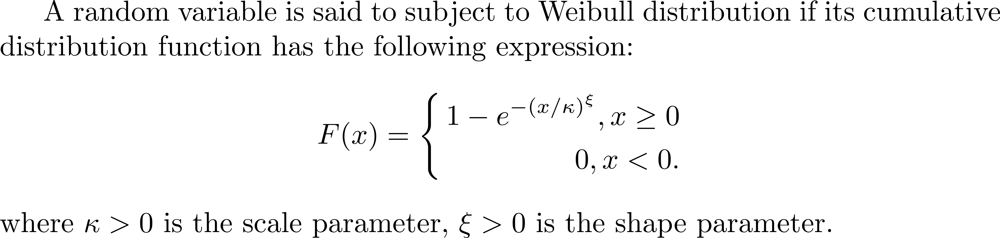 A random variable is said to subject to Weibull distribution if its cumulative
distribution function has the following expression:
F(x) = { 1 − e^{−(x/κ)^ξ}, x ≥ 0
0, x < 0.
where κ > 0 is the scale parameter, ξ > 0 is the shape parameter.